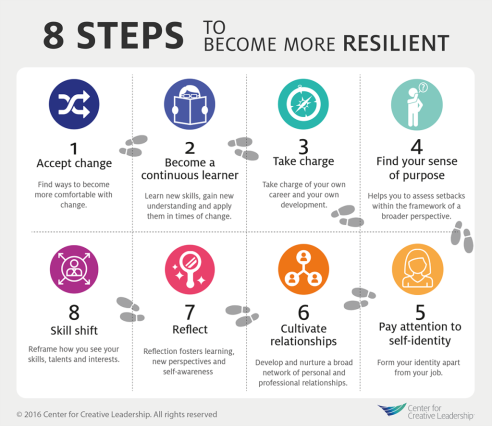 8 STEPS TO BECOME MORE RESILIENT
1
Accept change
Find ways to become
more comfortable with
change.
2
Become a
continuous learner
Learn new skills, gain new
understanding and apply
them in times of change.
3
Take charge
Take charge of your own
career and your own
development.
4
Find your sense
of purpose
Helps you to assess setbacks
within the framework of a
broader perspective.
?
8
Skill shift
Reframe how you see your
skills, talents and interests.
7
Reflect
Reflection fosters learning,
new perspectives and
self-awareness
6
Cultivate
relationships
Develop and nurture a broad
network of personal and
professional relationships.
5
Pay attention to
self-identity
Form your identity apart
from your job.
© 2016 Center for Creative Leadership. All rights reserved
Center for
Creative Leadership